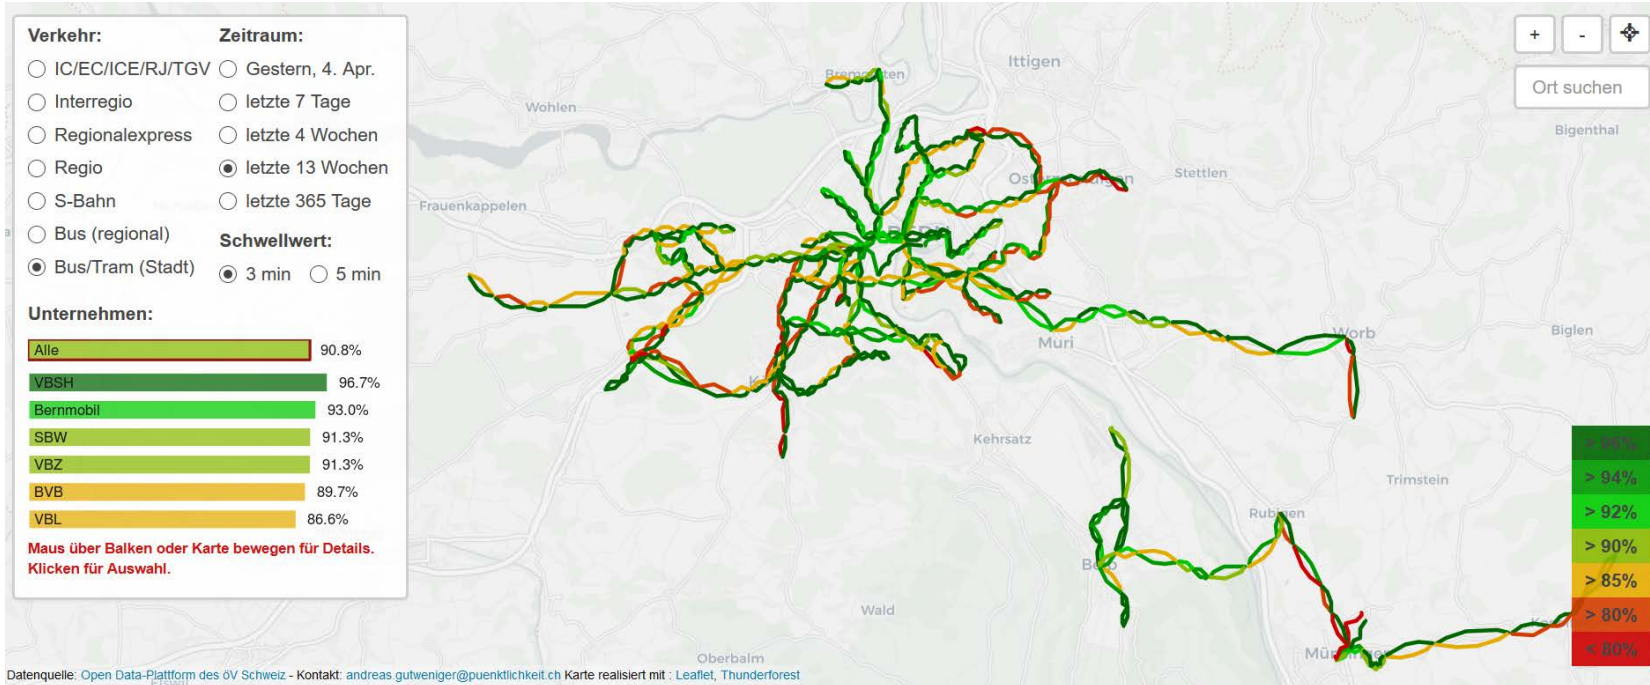 Verkehr:
IC/EC/ICE/RJ/TGV
Interregio
Regionalexpress
Regio
S-Bahn
Bus (regional)
Bus/Tram (Stadt)
Zeitraum:
Gestern, 4. Apr.
letzte 7 Tage
letzte 4 Wochen
letzte 13 Wochen
letzte 365 Tage
Schwellwert:
3 min
5 min
Unternehmen:
Alle 90.8%
VBSH 96.7%
Bernmobil 93.0%
SBW 91.3%
VBZ 91.3%
BVB 89.7%
VBL 86.6%
Maus über Balken oder Karte bewegen für Details.
Klicken für Auswahl.
+ -
Ort suchen
Ittigen
Wohlen
Bigenthal
Stettlen
Frauenkappelen
Worb
Biglen
Muri
Kehrsatz
Trimstein
Rubigen
Wald
Oberbalm
> 96%
> 94%
> 92%
> 90%
> 85%
> 80%
< 80%
Datenquelle: Open Data-Plattform des öV Schweiz - Kontakt: andreas.gutweniger@puenktlichkeit.ch Karte realisiert mit : Leaflet, Thunderforest